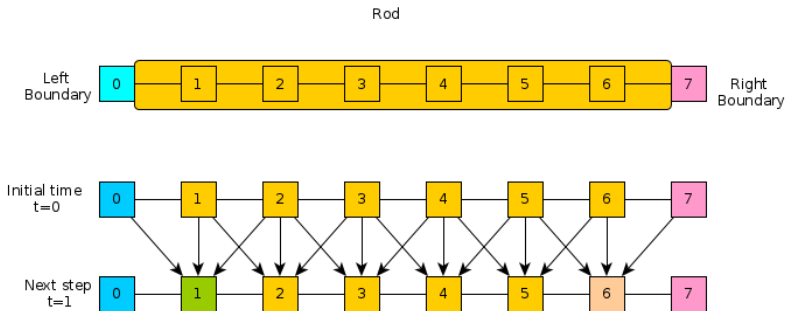 Rod
Left
Boundary
0 1 2 3 4 5 6 7
Right
Boundary
Initial time
t=0
0 1 2 3 4 5 6 7
Next step
t=1
0 1 2 3 4 5 6 7